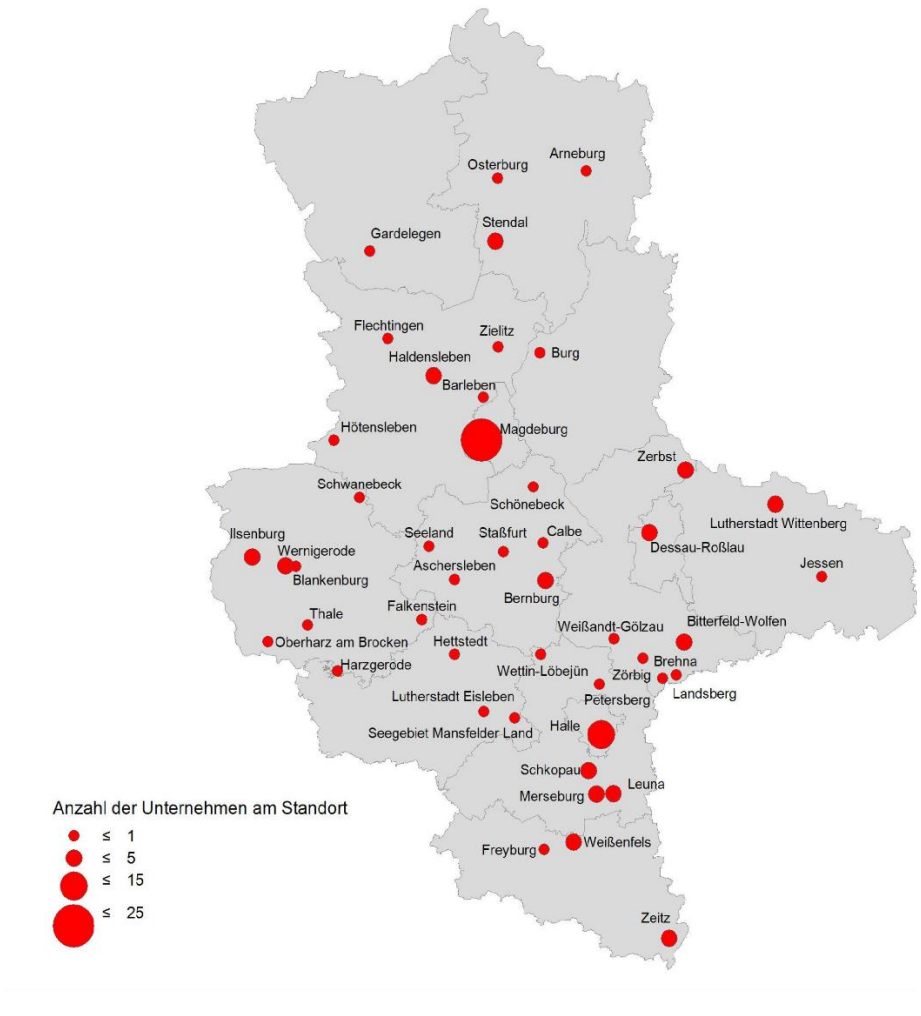 Arneburg
Osterburg
Stendal
Gardelegen
Flechtingen
Zielitz
Burg
Haldensleben
Barleben
Hötensleben
Magdeburg
Zerbst
Schwanebeck
Schönebeck
Lutherstadt Wittenberg
Ilsenburg
Seeland
Staßfurt
Calbe
Dessau-Roßlau
Wernigerode
Aschersleben
Jessen
Blankenburg
Bernburg
Thale
Falkenstein
Weißandt-Gölzau
Bitterfeld-Wolfen
Oberharz am Brocken
Hettstedt
Harzgerode
Wettin-Löbejün
Zörbig
Brehna
Landsberg
Petersberg
Lutherstadt Eisleben
Seegebiet Mansfelder Land
Halle
Schkopau
Merseburg
Leuna
Anzahl der Unternehmen am Standort
≤ 1
≤ 5
≤ 15
≤ 25
Freyburg
Weißenfels
Zeitz